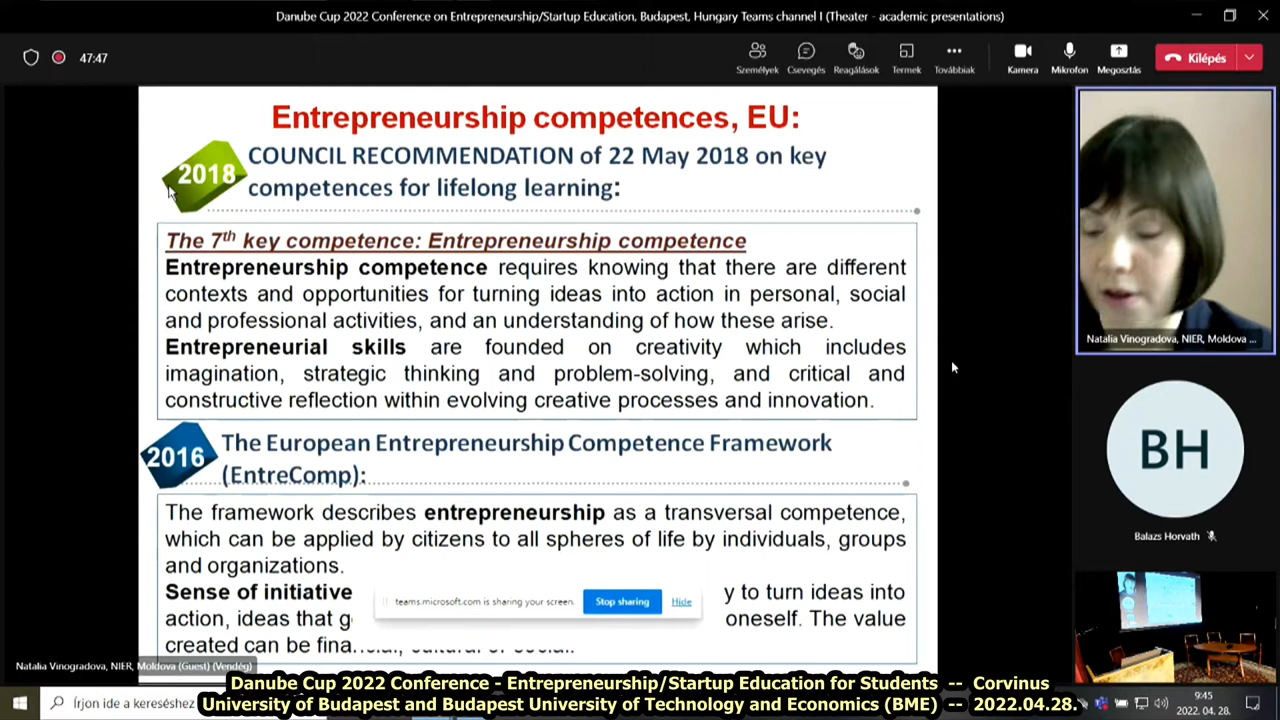 Danube Cup 2022 Conference on Entrepreneurship/Startup Education, Budapest, Hungary Teams channel I (Theater - academic presentations)
47:47
Személyek
Csevegés
Reagálások
Termek
Továbbiak
Kamera
Mikrofon
Megosztás
Kilépés
Entrepreneurship competences, EU:
2018
COUNCIL RECOMMENDATION of 22 May 2018 on key
competences for lifelong learning:
The 7th key competence: Entrepreneurship competence
Entrepreneurship competence requires knowing that there are different
contexts and opportunities for turning ideas into action in personal, social
and professional activities, and an understanding of how these arise.
Entrepreneurial skills are founded on creativity which includes
imagination, strategic thinking and problem-solving, and critical and
constructive reflection within evolving creative processes and innovation.
2016
The European Entrepreneurship Competence Framework
(EntreComp):
The framework describes entrepreneurship as a transversal competence,
which can be applied by citizens to all spheres of life by individuals, groups
and organizations.
Sense of initiative y to turn ideas into
action, ideas that oneself. The value
created can be financial, cultural or social.
teams.microsoft.com is sharing your screen.
Stop sharing
Hide
Natalia Vinogradova, NIER, Moldova ...
BH
Balazs Horvath
Natalia Vinogradova, NIER, Moldova (Guest) (Vendég)
Danube Cup 2022 Conference - Entrepreneurship/Startup Education for Students -- Corvinus
University of Budapest and Budapest University of Technology and Economics (BME) -- 2022.04.28.
Írjon ide a kereséshez
9:45
2022. 04. 28.